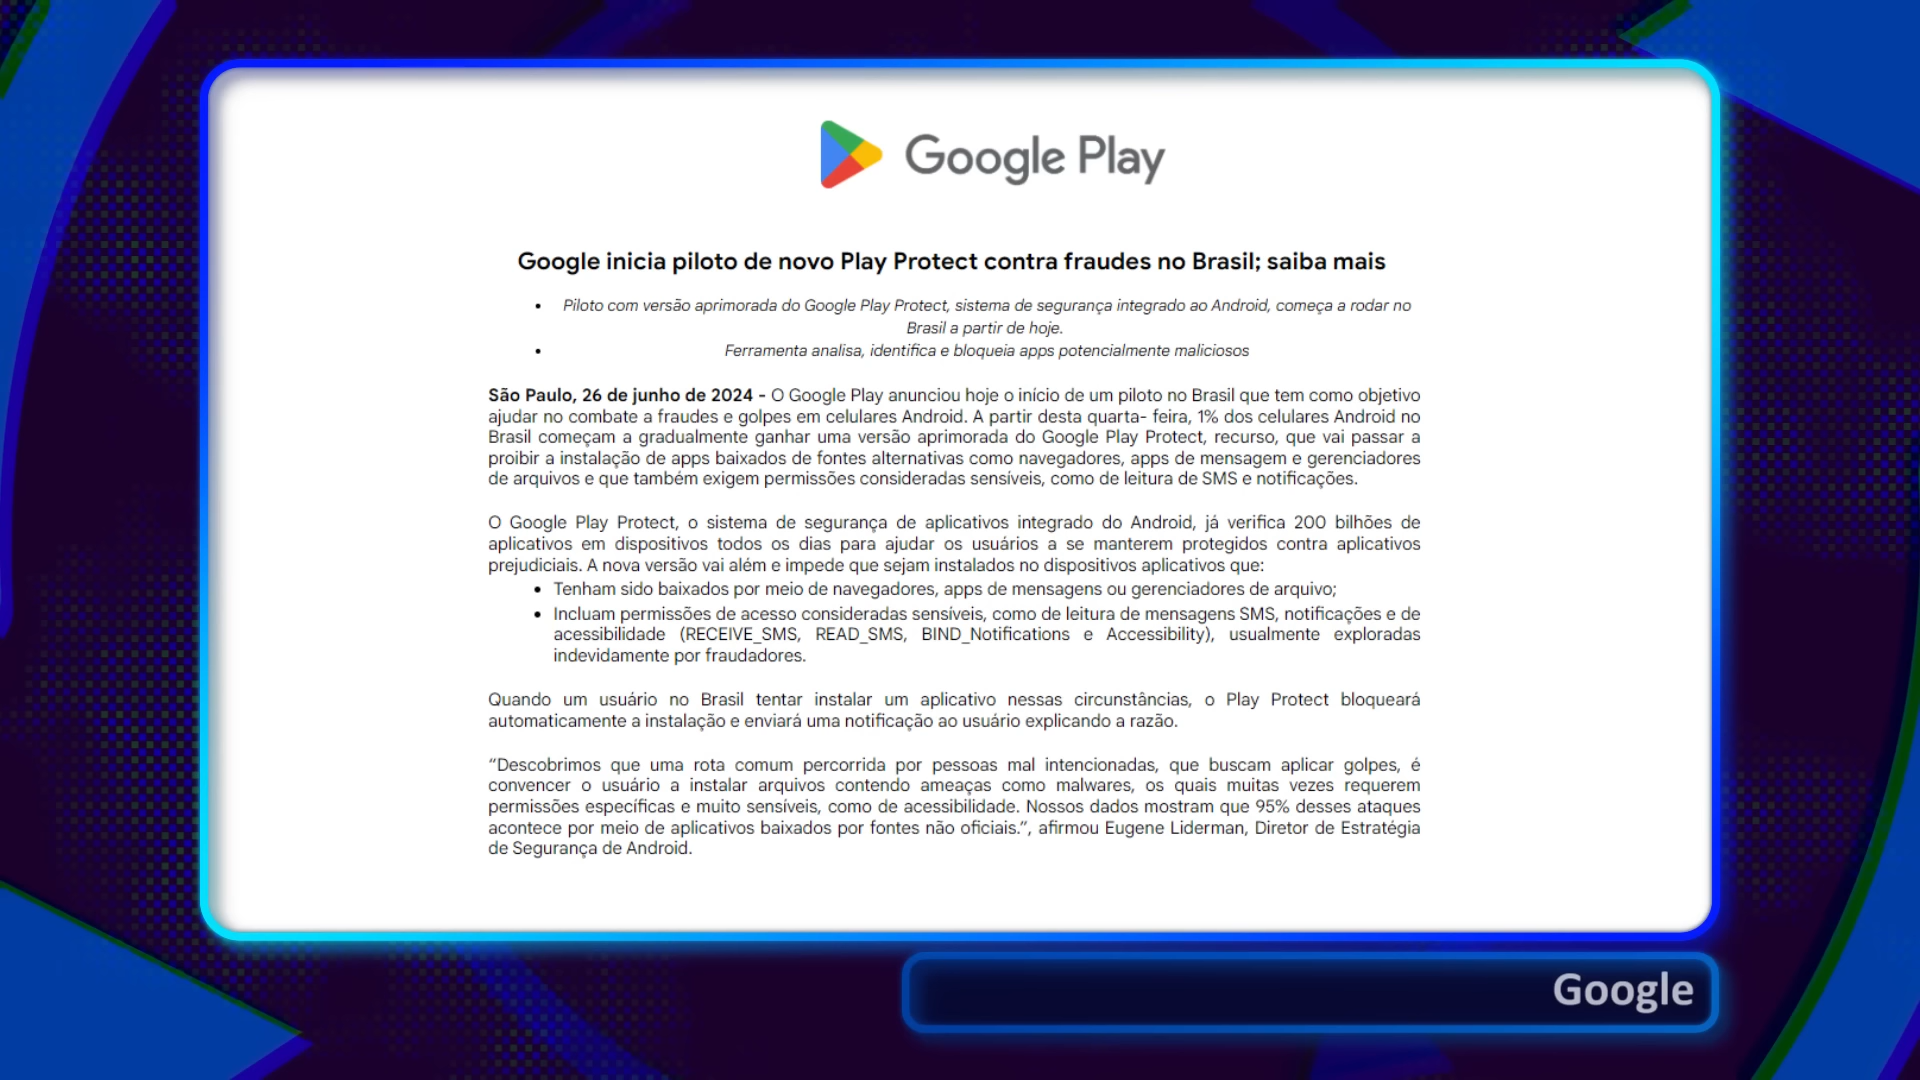 Google Play
Google inicia piloto de novo Play Protect contra fraudes no Brasil; saiba mais
• Piloto com versão aprimorada do Google Play Protect, sistema de segurança integrado ao Android, começa a rodar no
Brasil a partir de hoje.
• Ferramenta analisa, identifica e bloqueia apps potencialmente maliciosos
São Paulo, 26 de junho de 2024 - O Google Play anunciou hoje o início de um piloto no Brasil que tem como objetivo
ajudar no combate a fraudes e golpes em celulares Android. A partir desta quarta- feira, 1% dos celulares Android no
Brasil começam a gradualmente ganhar uma versão aprimorada do Google Play Protect, recurso, que vai passar a
proibir a instalação de apps baixados de fontes alternativas como navegadores, apps de mensagem e gerenciadores
de arquivos e que também exigem permissões consideradas sensíveis, como de leitura de SMS e notificações.
O Google Play Protect, o sistema de segurança de aplicativos integrado do Android, já verifica 200 bilhões de
aplicativos em dispositivos todos os dias para ajudar os usuários a se manterem protegidos contra aplicativos
prejudiciais. A nova versão vai além e impede que sejam instalados no dispositivos aplicativos que:
• Tenham sido baixados por meio de navegadores, apps de mensagens ou gerenciadores de arquivo;
• Incluam permissões de acesso consideradas sensíveis, como de leitura de mensagens SMS, notificações e de
acessibilidade (RECEIVE_SMS, READ_SMS, BIND_Notifications e Accessibility), usualmente exploradas
indevidamente por fraudadores.
Quando um usuário no Brasil tentar instalar um aplicativo nessas circunstâncias, o Play Protect bloqueará
automaticamente a instalação e enviará uma notificação ao usuário explicando a razão.
“Descobrimos que uma rota comum percorrida por pessoas mal intencionadas, que buscam aplicar golpes, é
convencer o usuário a instalar arquivos contendo ameaças como malwares, os quais muitas vezes requerem
permissões específicas e muito sensíveis, como de acessibilidade. Nossos dados mostram que 95% desses ataques
acontece por meio de aplicativos baixados por fontes não oficiais.”, afirmou Eugene Liderman, Diretor de Estratégia
de Segurança de Android.
Google